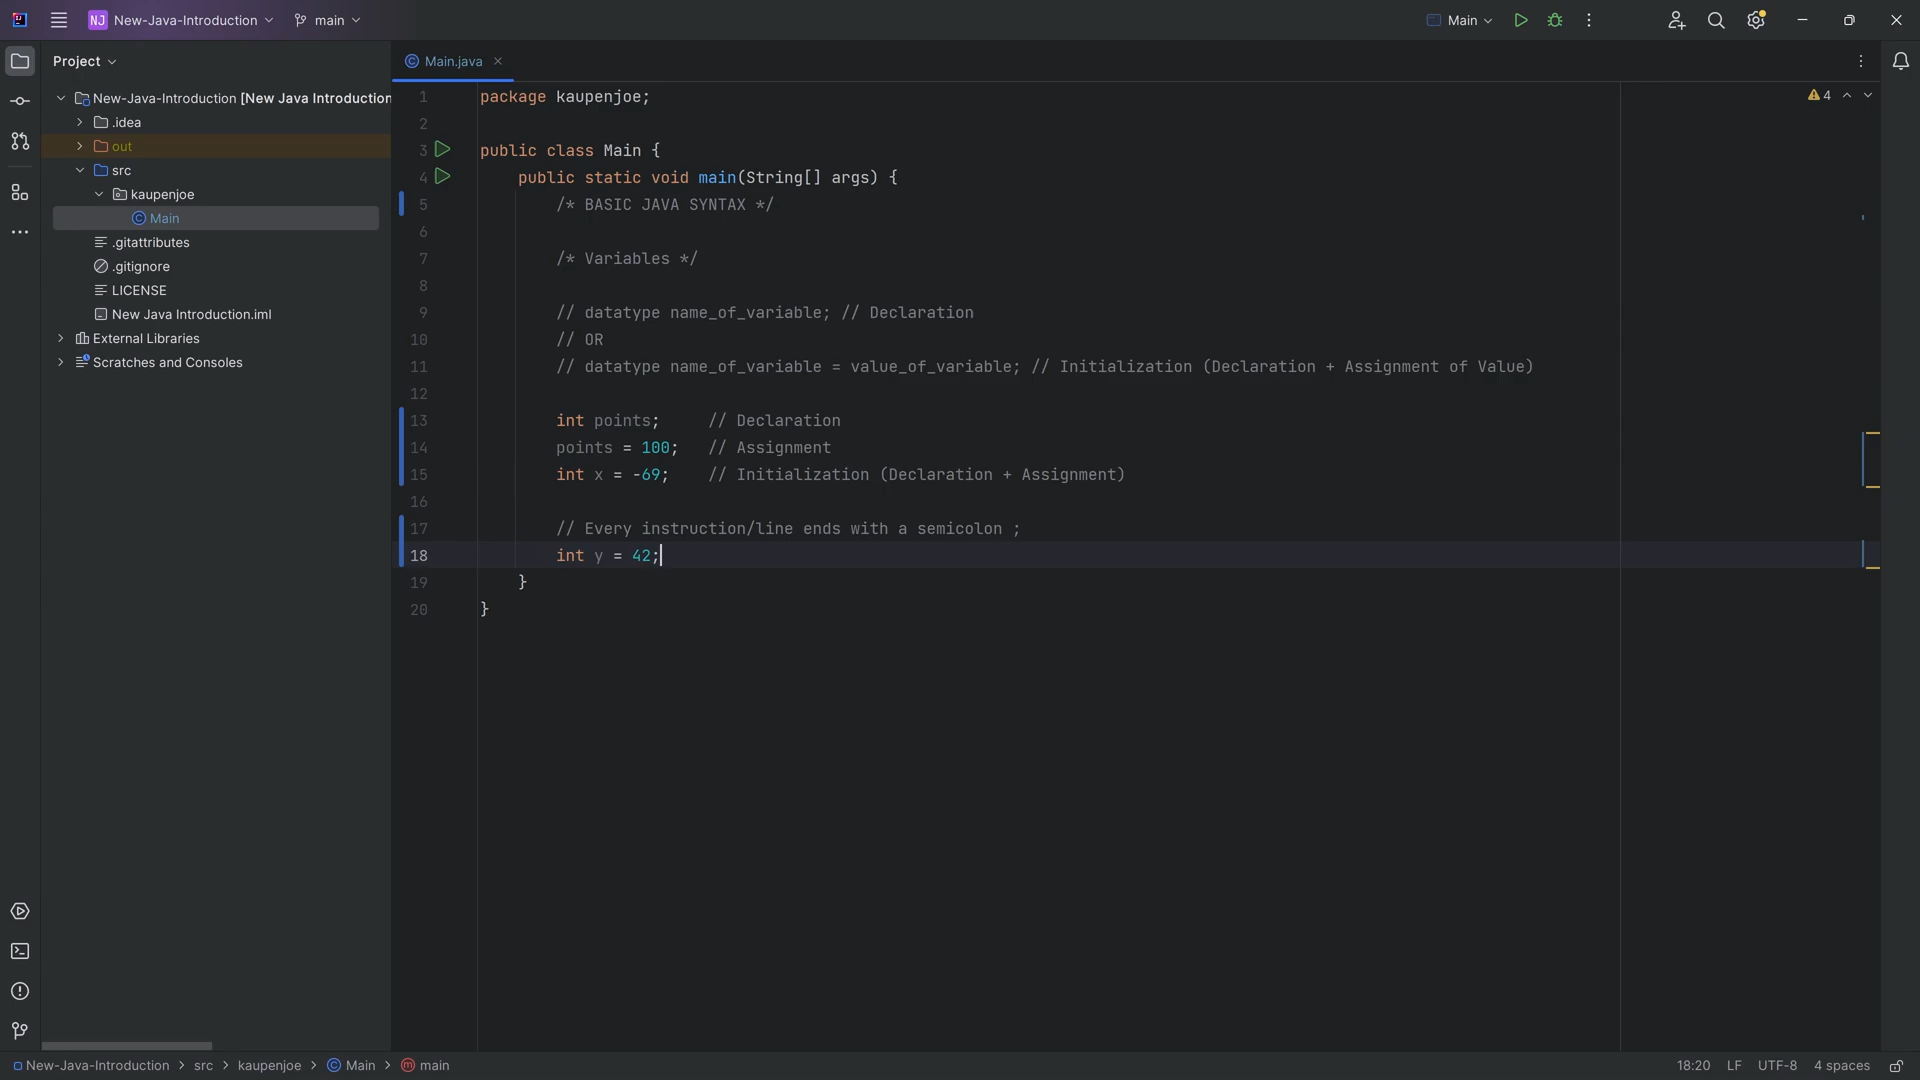 NJ New-Java-Introduction main Main
Project
Main.java
4
New-Java-Introduction [New Java Introduction
.idea
out
src
kaupenjoe
Main
.gitattributes
.gitignore
LICENSE
New Java Introduction.iml
External Libraries
Scratches and Consoles
1 package kaupenjoe;
2
3 public class Main {
4 public static void main(String[] args) {
5 /* BASIC JAVA SYNTAX */
6
7 /* Variables */
8
9 // datatype name_of_variable; // Declaration
10 // OR
11 // datatype name_of_variable = value_of_variable; // Initialization (Declaration + Assignment of Value)
12
13 int points; // Declaration
14 points = 100; // Assignment
15 int x = -69; // Initialization (Declaration + Assignment)
16
17 // Every instruction/line ends with a semicolon ;
18 int y = 42;
19 }
20 }
New-Java-Introduction > src > kaupenjoe > Main > main 18:20 LF UTF-8 4 spaces